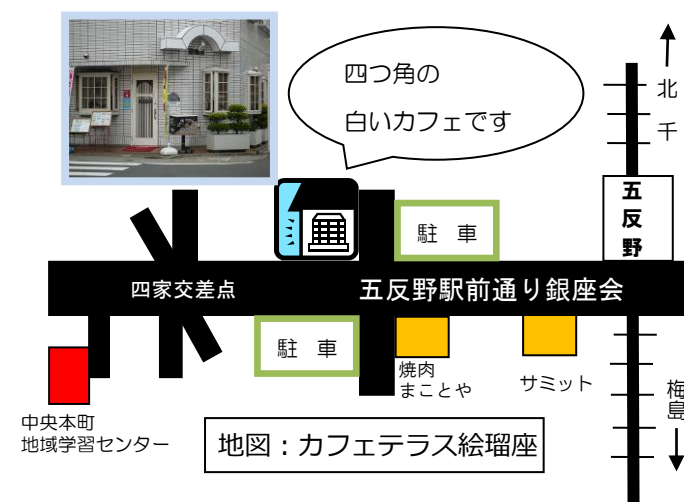 四つ角の
白いカフェです
北
千
五
反
野
駐 車
四家交差点
五反野駅前通り銀座会
駐 車
焼肉
まことや
サミット
梅
島
中央本町
地域学習センター
地図：カフェテラス絵瑠座